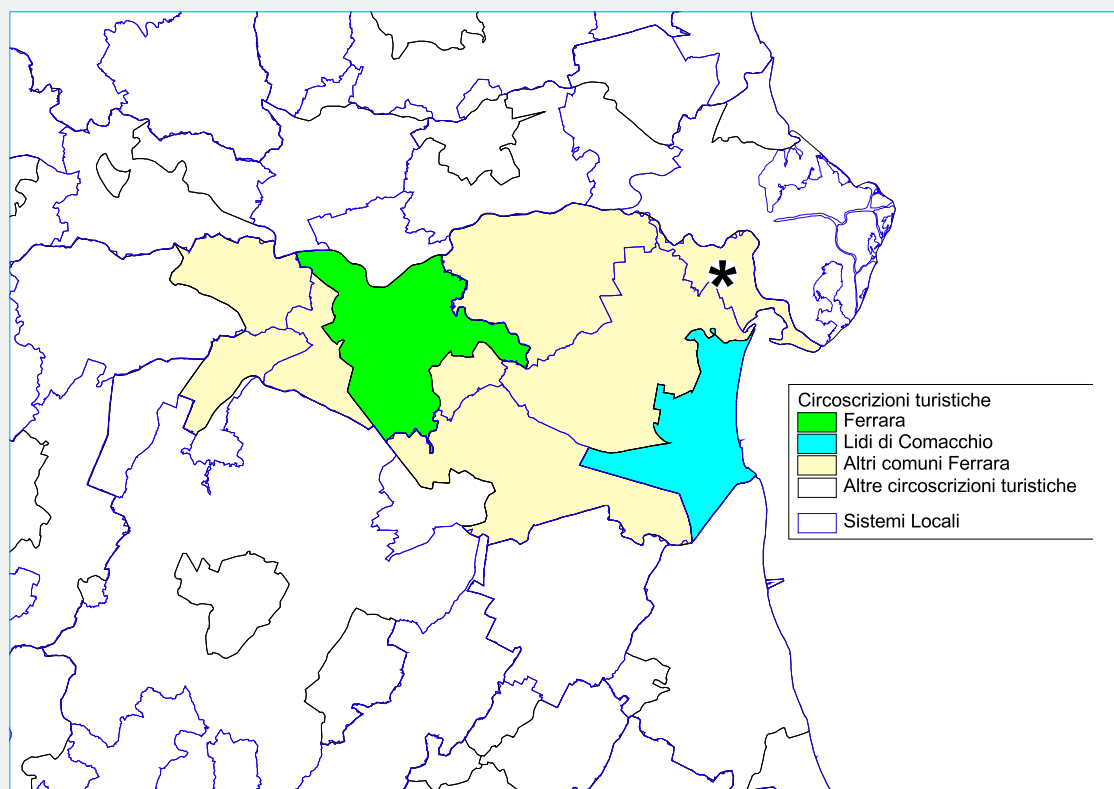 *
Circoscrizioni turistiche
Ferrara
Lidi di Comacchio
Altri comuni Ferrara
Altre circoscrizioni turistiche
Sistemi Locali